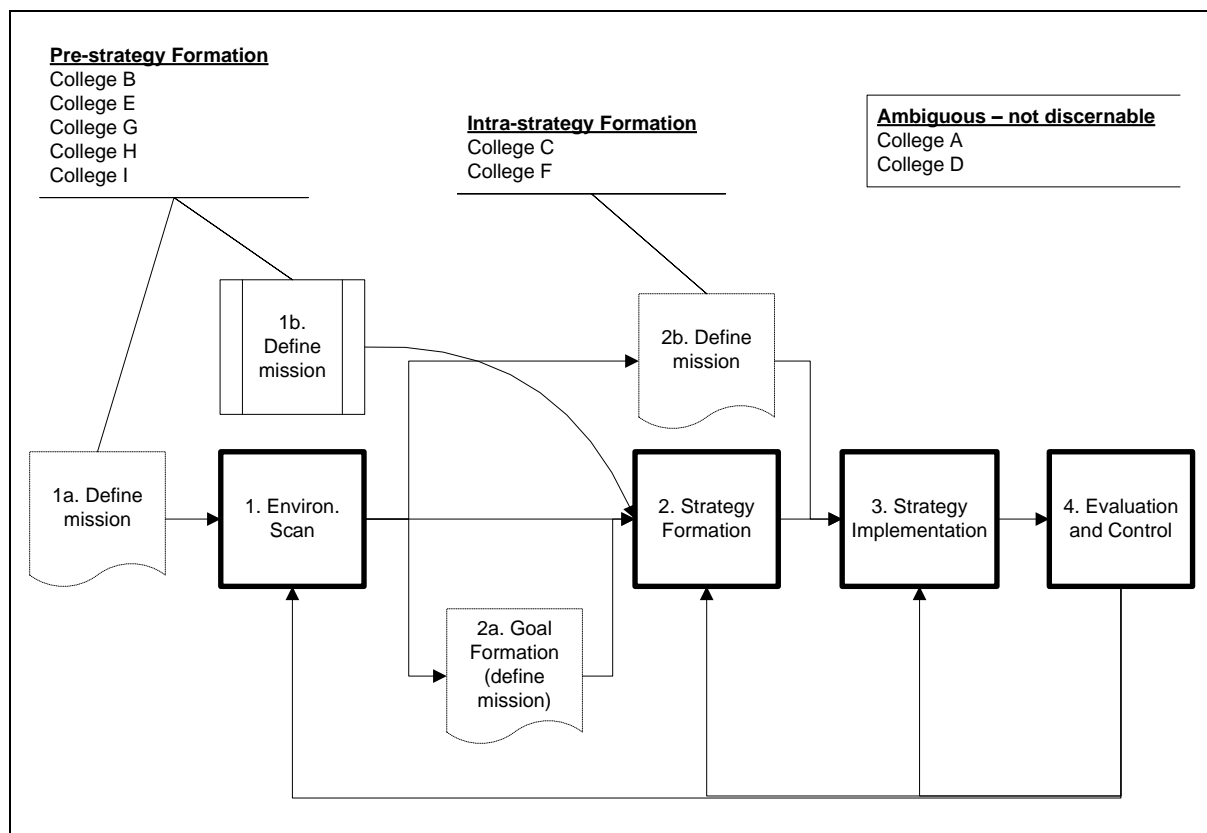 Pre-strategy Formation
College B
College E
College G
College H
College I
Intra-strategy Formation
College C
College F
Ambiguous – not discernable
College A
College D
1b.
Define
mission
2b. Define
mission
1a. Define
mission
1. Environ.
Scan
2. Strategy
Formation
3. Strategy
Implementation
4. Evaluation
and Control
2a. Goal
Formation
(define
mission)